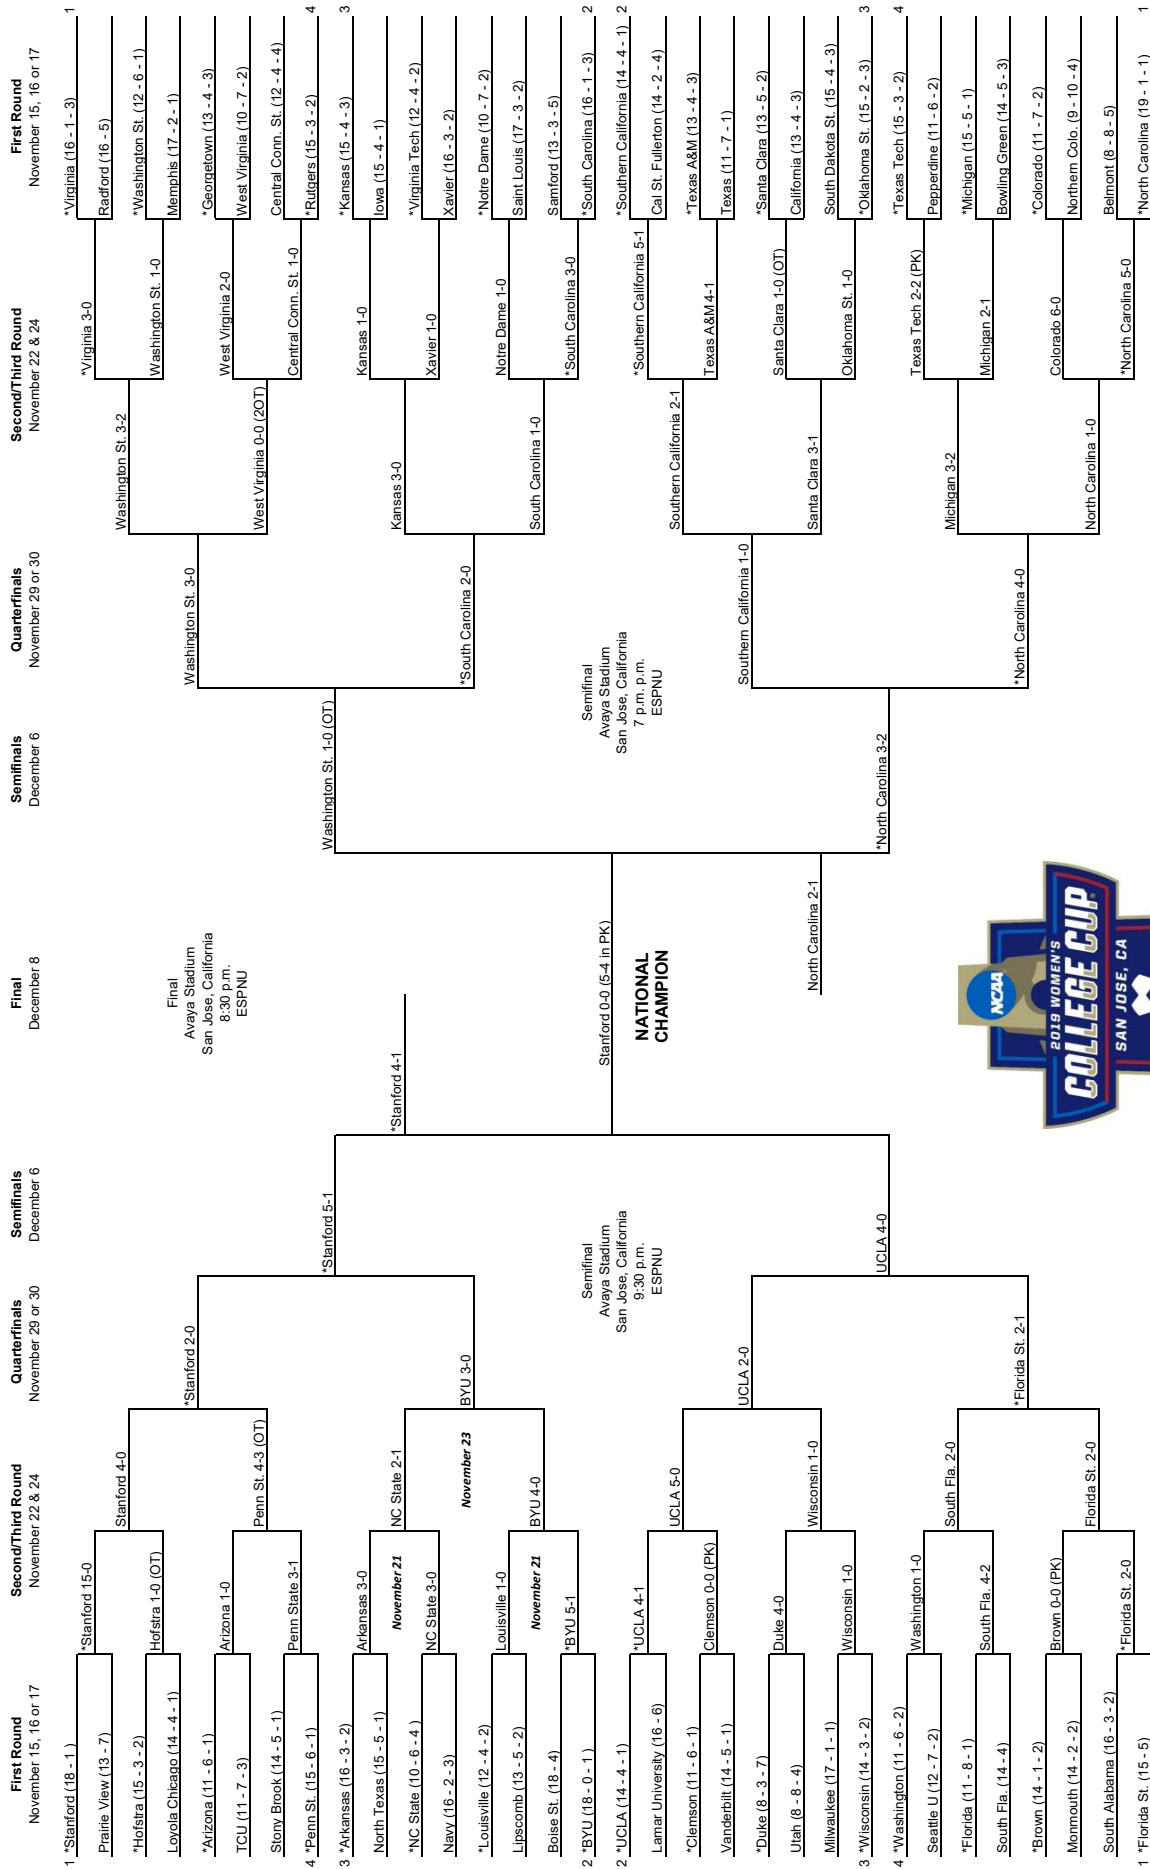 First Round
November 15, 16 or 17
Second/Third Round
November 22 & 24
Quarterfinals
November 29 or 30
Semifinals
December 6
Final
December 8
Semifinals
December 6
Quarterfinals
November 29 or 30
Second/Third Round
November 22 & 24
First Round
November 15, 16 or 17
1 *Stanford (18 - 1 )
Prairie View (13 - 7)
*Hofstra (15 - 3 - 2)
Loyola Chicago (14 - 4 - 1)
*Arizona (11 - 6 - 1)
TCU (11 - 7 - 3)
Stony Brook (14 - 5 - 1)
4 *Penn St. (15 - 6 - 1)
3 *Arkansas (16 - 3 - 2)
North Texas (15 - 5 - 1)
*NC State (10 - 6 - 4 )
Navy (16 - 2 - 3)
*Louisville (12 - 4 - 2)
Lipscomb (13 - 5 - 2)
Boise St. (18 - 4)
2 *BYU (18 - 0 - 1 )
2 *UCLA (14 - 4 - 1)
Lamar University (16 - 6)
*Clemson (11 - 6 - 1)
Vanderbilt (14 - 5 - 1)
*Duke (8 - 3 - 7)
Utah (8 - 8 - 4)
Milwaukee (17 - 1 - 1)
3 *Wisconsin (14 - 3 - 2)
4 *Washington (11 - 6 - 2)
Seattle U (12 - 7 - 2)
*Florida (11 - 8 - 1)
South Fla. (14 - 4)
*Brown (14 - 1 - 2)
Monmouth (14 - 2 - 2)
South Alabama (16 - 3 - 2)
1 *Florida St. (15 - 5)
*Stanford 15-0
Hofstra 1-0 (OT)
Arizona 1-0
Penn State 3-1
Arkansas 3-0
November 21
NC State 3-0
Louisville 1-0
November 21
*BYU 5-1
*UCLA 4-1
Clemson 0-0 (PK)
Duke 4-0
Wisconsin 1-0
Washington 1-0
South Fla. 4-2
Brown 0-0 (PK)
*Florida St. 2-0
Stanford 4-0
Penn St. 4-3 (OT)
NC State 2-1
November 23
BYU 4-0
UCLA 5-0
Wisconsin 1-0
South Fla. 2-0
Florida St. 2-0
*Stanford 2-0
BYU 3-0
UCLA 2-0
*Florida St. 2-1
*Stanford 5-1
Semifinal
Avaya Stadium
San Jose, California
9:30 p.m.
ESPNU
UCLA 4-0
*Stanford 4-1
Final
Avaya Stadium
San Jose, California
8:30 p.m.
ESPNU
Stanford 0-0 (5-4 in PK)
NATIONAL
CHAMPION
North Carolina 2-1
NCAA
2019 WOMEN'S
COLLEGE CUP
SAN JOSE, CA
Washington St. 1-0 (OT)
Semifinal
Avaya Stadium
San Jose, California
7 p.m. p.m.
ESPNU
*North Carolina 3-2
Washington St. 3-0
*South Carolina 2-0
Southern California 1-0
*North Carolina 4-0
Washington St. 3-2
West Virginia 0-0 (2OT)
Kansas 3-0
South Carolina 1-0
Southern California 2-1
Santa Clara 3-1
Michigan 3-2
North Carolina 1-0
*Virginia 3-0
Washington St. 1-0
West Virginia 2-0
Central Conn. St. 1-0
Kansas 1-0
Xavier 1-0
Notre Dame 1-0
*South Carolina 3-0
*Southern California 5-1
Texas A&M 4-1
Santa Clara 1-0 (OT)
Oklahoma St. 1-0
Texas Tech 2-2 (PK)
Michigan 2-1
Colorado 6-0
*North Carolina 5-0
*Virginia (16 - 1 - 3) 1
Radford (16 - 5)
*Washington St. (12 - 6 - 1)
Memphis (17 - 2 - 1)
*Georgetown (13 - 4 - 3)
West Virginia (10 - 7 - 2)
Central Conn. St. (12 - 4 - 4)
*Rutgers (15 - 3 - 2) 4
*Kansas (15 - 4 - 3) 3
Iowa (15 - 4 - 1)
*Virginia Tech (12 - 4 - 2)
Xavier (16 - 3 - 2)
*Notre Dame (10 - 7 - 2)
Saint Louis (17 - 3 - 2)
Samford (13 - 3 - 5)
*South Carolina (16 - 1 - 3) 2
*Southern California (14 - 4 - 1) 2
Cal St. Fullerton (14 - 2 - 4)
*Texas A&M (13 - 4 - 3)
Texas (11 - 7 - 1)
*Santa Clara (13 - 5 - 2)
California (13 - 4 - 3)
South Dakota St. (15 - 4 - 3)
*Oklahoma St. (15 - 2 - 3) 3
*Texas Tech (15 - 3 - 2) 4
Pepperdine (11 - 6 - 2)
*Michigan (15 - 5 - 1)
Bowling Green (14 - 5 - 3)
*Colorado (11 - 7 - 2)
Northern Colo. (9 - 10 - 4)
Belmont (8 - 8 - 5)
*North Carolina (19 - 1 - 1) 1